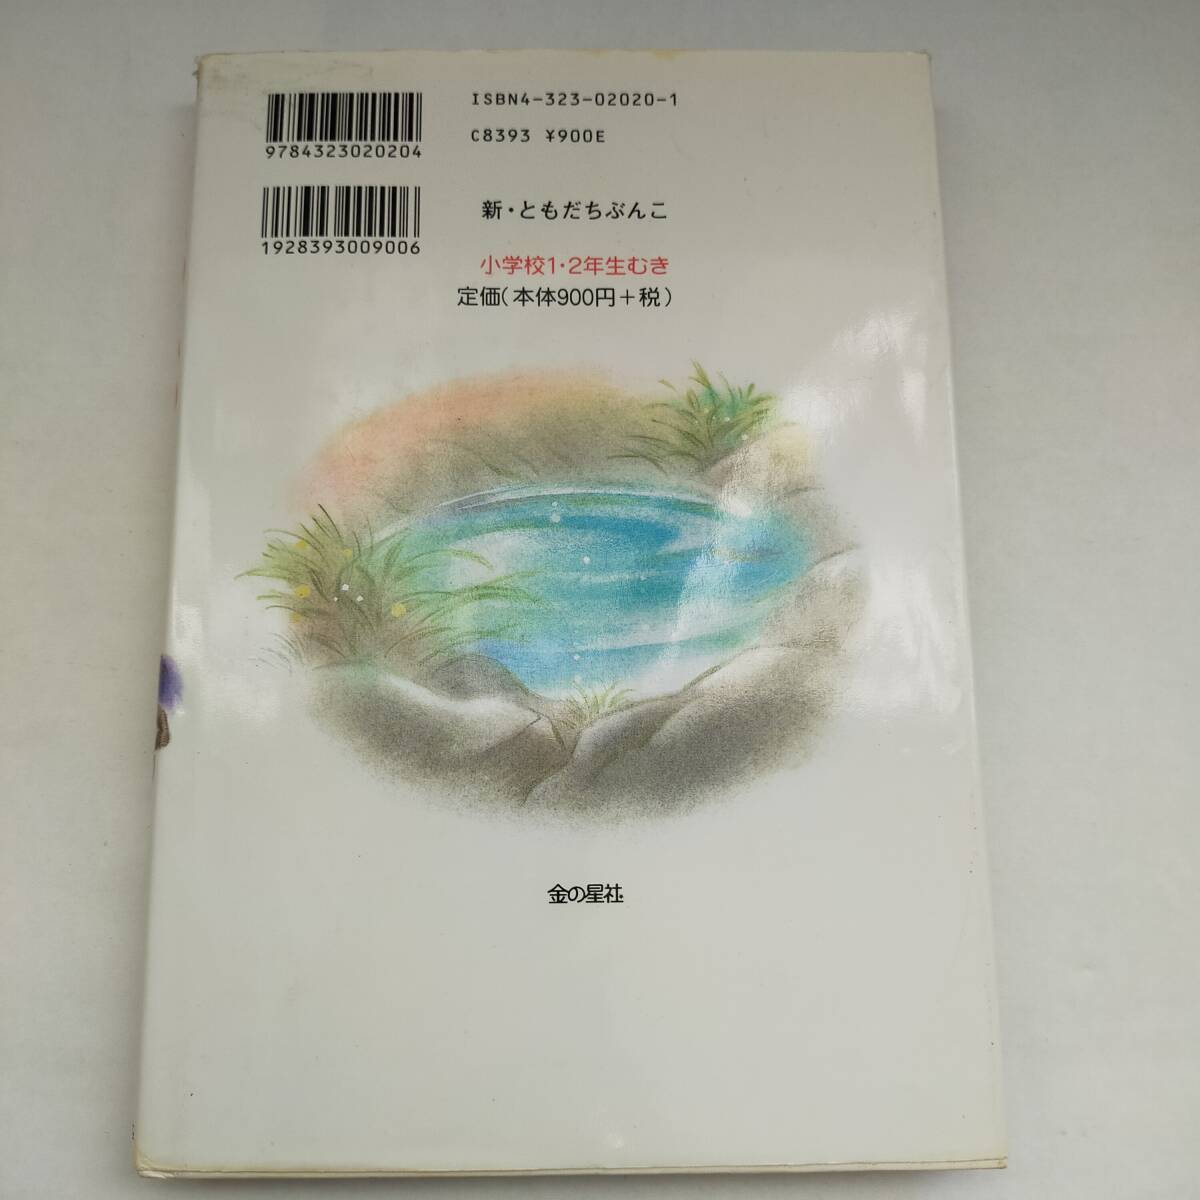 ISBN4-323-02020-1
C8393 ¥900E
9784323020204
1928393009006
新・ともだちぶんこ
小学校1・2年生むき
定価(本体900円+税)
金の星社